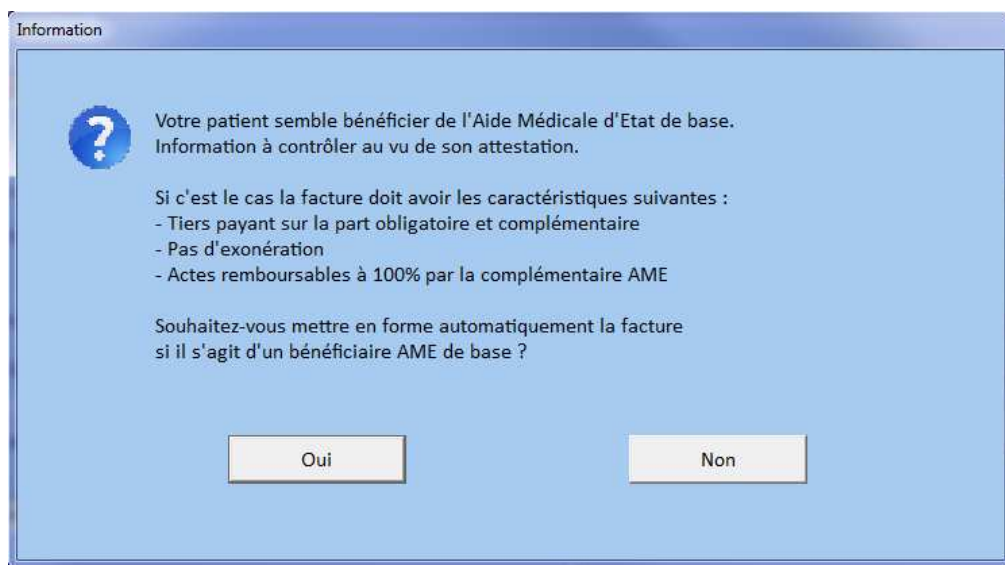 Information
Votre patient semble bénéficier de l'Aide Médicale d'Etat de base.
Information à contrôler au vu de son attestation.
Si c'est le cas la facture doit avoir les caractéristiques suivantes :
- Tiers payant sur la part obligatoire et complémentaire
- Pas d'exonération
- Actes remboursables à 100% par la complémentaire AME
Souhaitez-vous mettre en forme automatiquement la facture
si il s'agit d'un bénéficiaire AME de base ?
Oui
Non